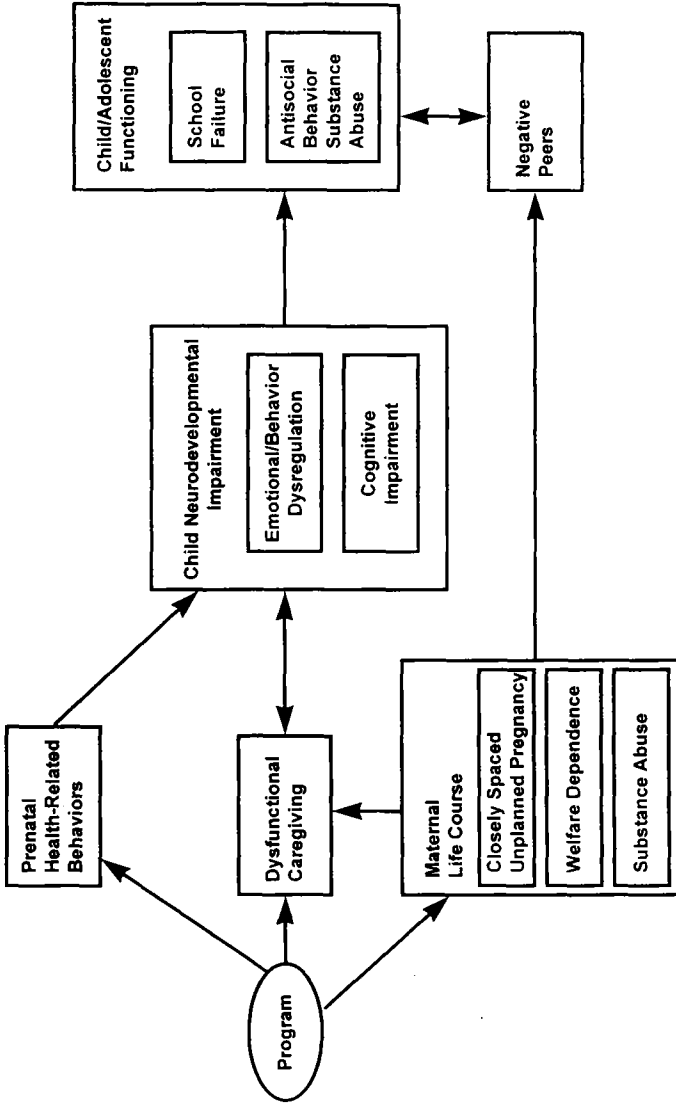 Program
Prenatal
Health-Related
Behaviors
Dysfunctional
Caregiving
Maternal
Life Course
Closely Spaced
Unplanned Pregnancy
Welfare Dependence
Substance Abuse
Child Neurodevelopmental
Impairment
Emotional/Behavior
Dysregulation
Cognitive
Impairment
Child/Adolescent
Functioning
School
Failure
Antisocial
Behavior
Substance
Abuse
Negative
Peers